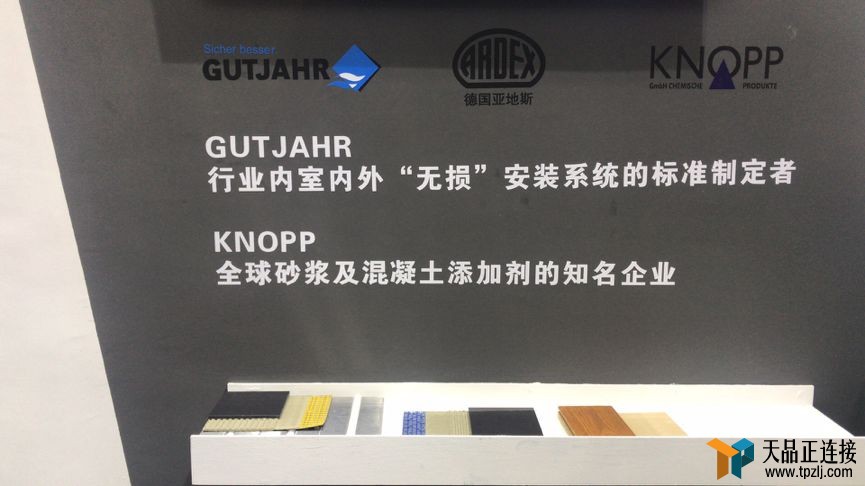 Sicher besser.
GUTJAHR
ARDEX
德国亚地斯
KNOPP
GmbH CHEMISCHE PRODUKTE
GUTJAHR
行业内室内外“无损”安装系统的标准制定者
KNOPP
全球砂浆及混凝土添加剂的知名企业
天品正连接
www.tpzlj.com